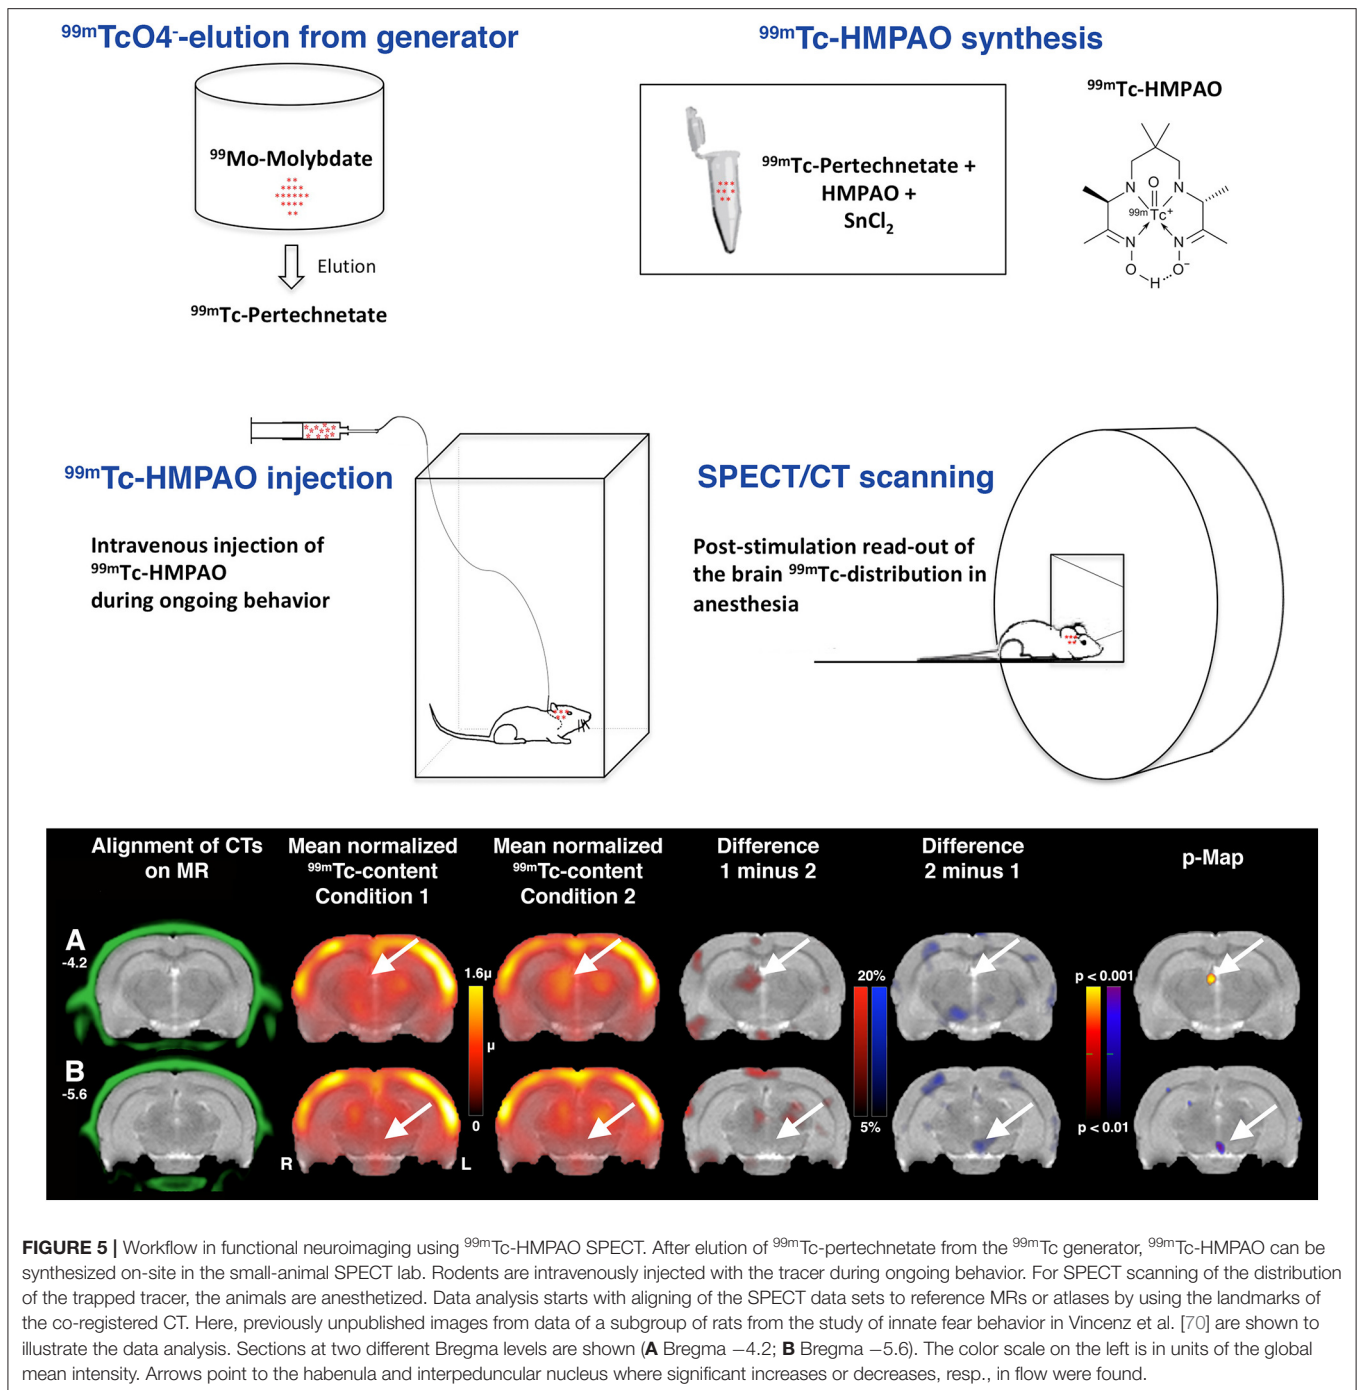 99mTcO4--elution from generator
99Mo-Molybdate
Elution
99mTc-Pertechnetate
99mTc-HMPAO synthesis
99mTc-Pertechnetate +
HMPAO +
SnCl2
99mTc-HMPAO
N
O
N
99mTc+
N
N
O
H
O-
99mTc-HMPAO injection
Intravenous injection of
99mTc-HMPAO
during ongoing behavior
SPECT/CT scanning
Post-stimulation read-out of
the brain 99mTc-distribution in
anesthesia
Alignment of CTs
on MR
Mean normalized
99mTc-content
Condition 1
Mean normalized
99mTc-content
Condition 2
Difference
1 minus 2
Difference
2 minus 1
p-Map
A
-4.2
1.6μ
μ
0
20%
5%
p < 0.001
p < 0.01
B
-5.6
R
L
FIGURE 5 | Workflow in functional neuroimaging using 99mTc-HMPAO SPECT. After elution of 99mTc-pertechnetate from the 99mTc generator, 99mTc-HMPAO can be
synthesized on-site in the small-animal SPECT lab. Rodents are intravenously injected with the tracer during ongoing behavior. For SPECT scanning of the distribution
of the trapped tracer, the animals are anesthetized. Data analysis starts with aligning of the SPECT data sets to reference MRs or atlases by using the landmarks of
the co-registered CT. Here, previously unpublished images from data of a subgroup of rats from the study of innate fear behavior in Vincenz et al. [70] are shown to
illustrate the data analysis. Sections at two different Bregma levels are shown (A Bregma −4.2; B Bregma −5.6). The color scale on the left is in units of the global
mean intensity. Arrows point to the habenula and interpeduncular nucleus where significant increases or decreases, resp., in flow were found.